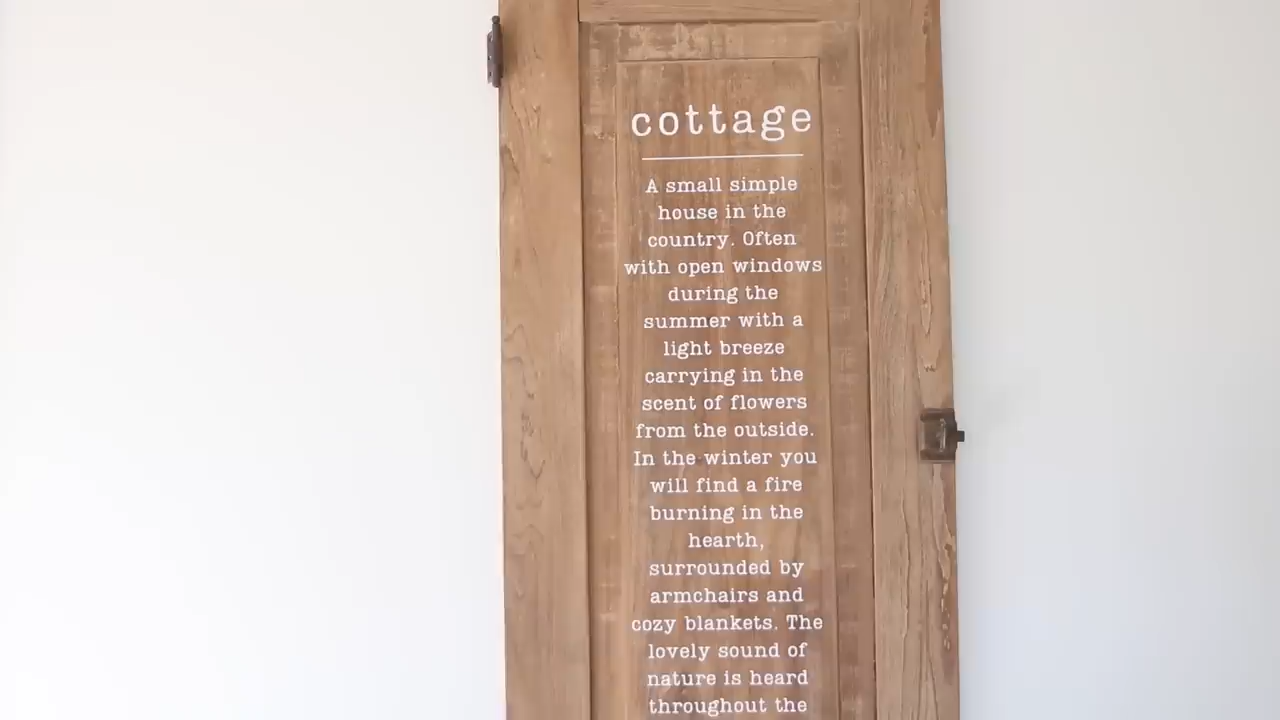 cottage
A small simple
house in the
country. Often
with open windows
during the
summer with a
light breeze
carrying in the
scent of flowers
from the outside.
In the winter you
will find a fire
burning in the
hearth,
surrounded by
armchairs and
cozy blankets. The
lovely sound of
nature is heard
throughout the